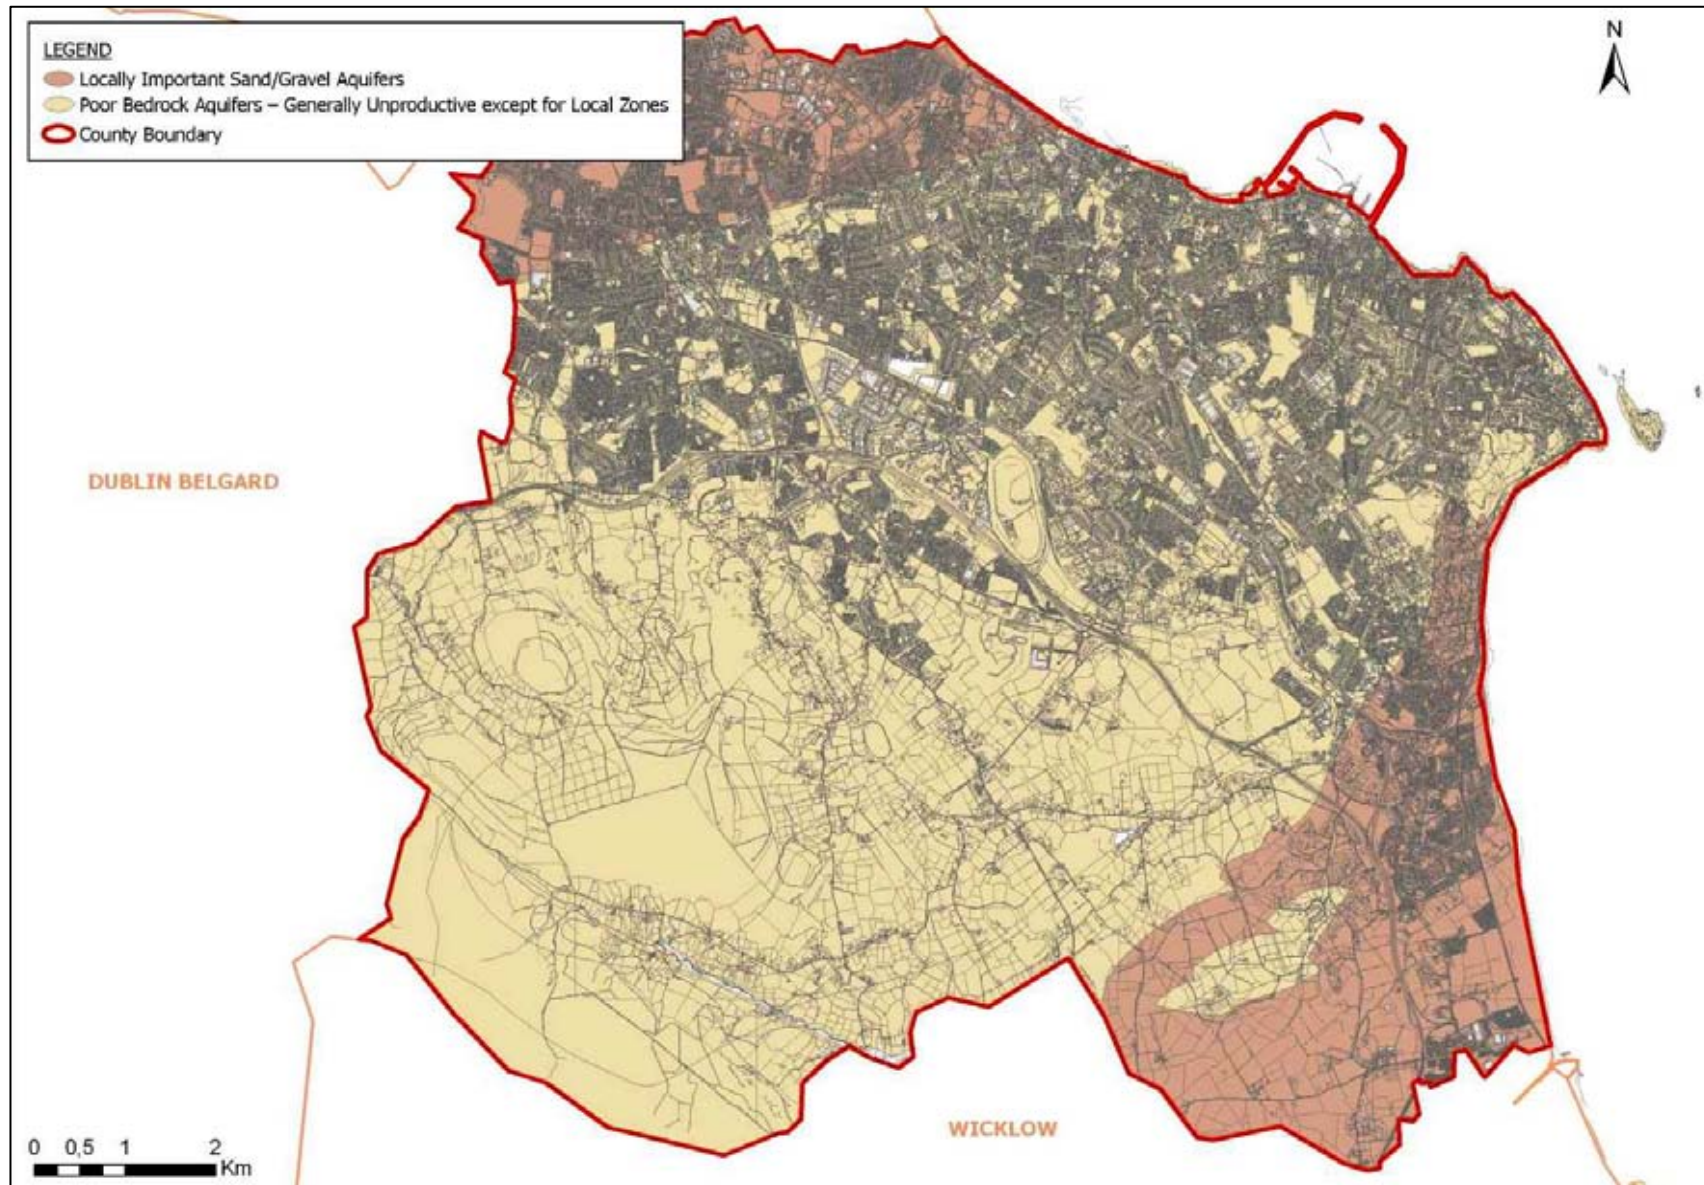 LEGEND
Locally Important Sand/Gravel Aquifers
Poor Bedrock Aquifers – Generally Unproductive except for Local Zones
County Boundary
N
DUBLIN BELGARD
WICKLOW
0 0,5 1 2
Km